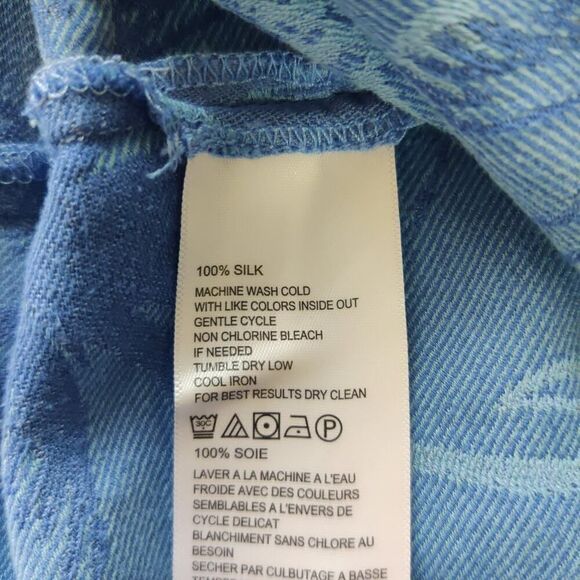 100% SILK
MACHINE WASH COLD
WITH LIKE COLORS INSIDE OUT
GENTLE CYCLE
NON CHLORINE BLEACH
IF NEEDED
TUMBLE DRY LOW
COOL IRON
FOR BEST RESULTS DRY CLEAN
30C P
100% SOIE
LAVER A LA MACHINE A L'EAU
FROIDE AVEC DES COULEURS
SEMBLABLES A L'ENVERS DE
CYCLE DELICAT
BLANCHIMENT SANS CHLORE AU
BESOIN
SECHER PAR CULBUTAGE A BASSE